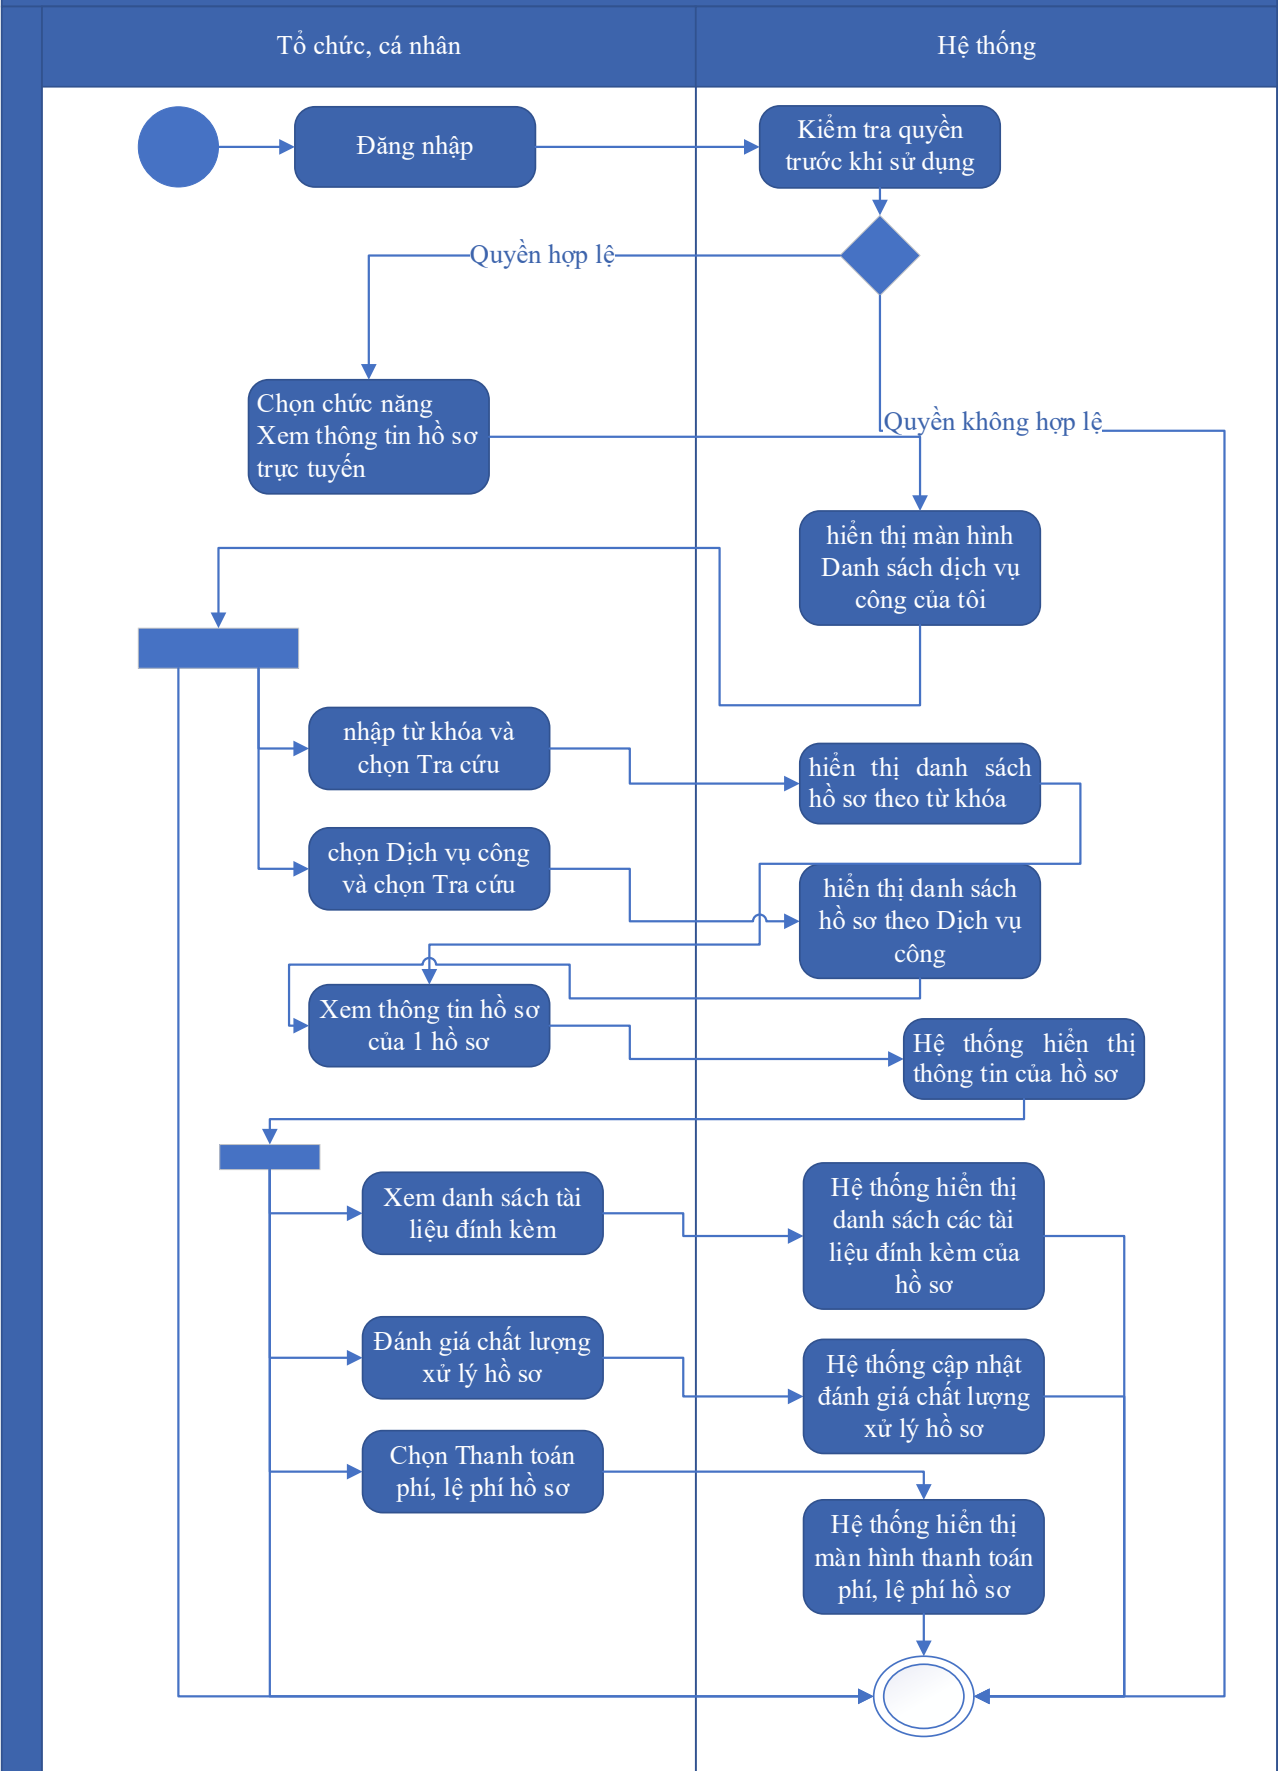 Tổ chức, cá nhân
Hệ thống
Đăng nhập
Kiểm tra quyền
trước khi sử dụng
Quyền hợp lệ
Chọn chức năng
Xem thông tin hồ sơ
trực tuyến
Quyền không hợp lệ
hiển thị màn hình
Danh sách dịch vụ
công của tôi
nhập từ khóa và
chọn Tra cứu
hiển thị danh sách
hồ sơ theo từ khóa
chọn Dịch vụ công
và chọn Tra cứu
hiển thị danh sách
hồ sơ theo Dịch vụ
công
Xem thông tin hồ sơ
của 1 hồ sơ
Hệ thống hiển thị
thông tin của hồ sơ
Xem danh sách tài
liệu đính kèm
Hệ thống hiển thị
danh sách các tài
liệu đính kèm của
hồ sơ
Đánh giá chất lượng
xử lý hồ sơ
Hệ thống cập nhật
đánh giá chất lượng
xử lý hồ sơ
Chọn Thanh toán
phí, lệ phí hồ sơ
Hệ thống hiển thị
màn hình thanh toán
phí, lệ phí hồ sơ